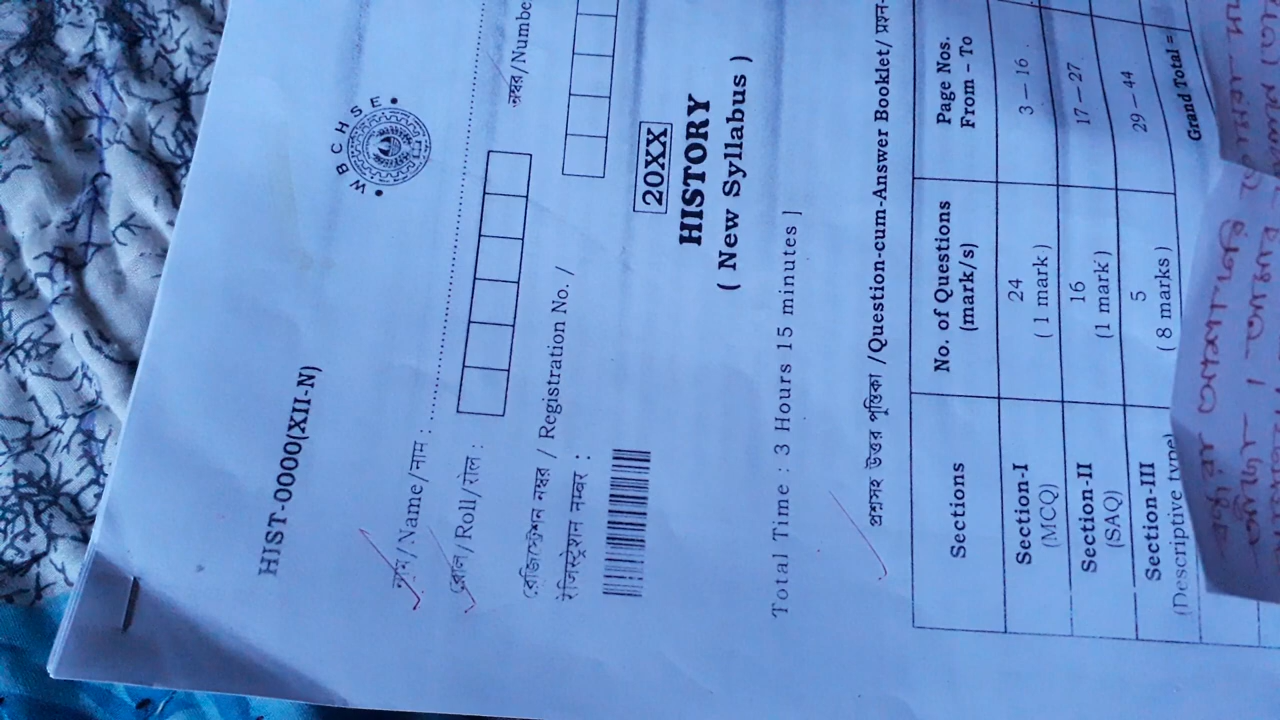 HIST-0000(XII-N)
WBCHSE
নাম/Name/नाम :
রোল/Roll/रोल :
রেজিস্ট্রেশন নম্বর / Registration No. /
रेजिस्ट्रेशन नम्बर :
নম্বর/Numbe
20XX
HISTORY
( New Syllabus )
Total Time : 3 Hours 15 minutes ]
প্রশ্নসহ উত্তর পুস্তিকা /Question-cum-Answer Booklet/ प्रश्न-
Sections No. of Questions (mark/s) Page Nos. From – To
Section-I (MCQ) 24 ( 1 mark ) 3 – 16
Section-II (SAQ) 16 (1 mark) 17 – 27
Section-III (Descriptive type) 5 ( 8 marks ) 29 – 44
Grand Total =